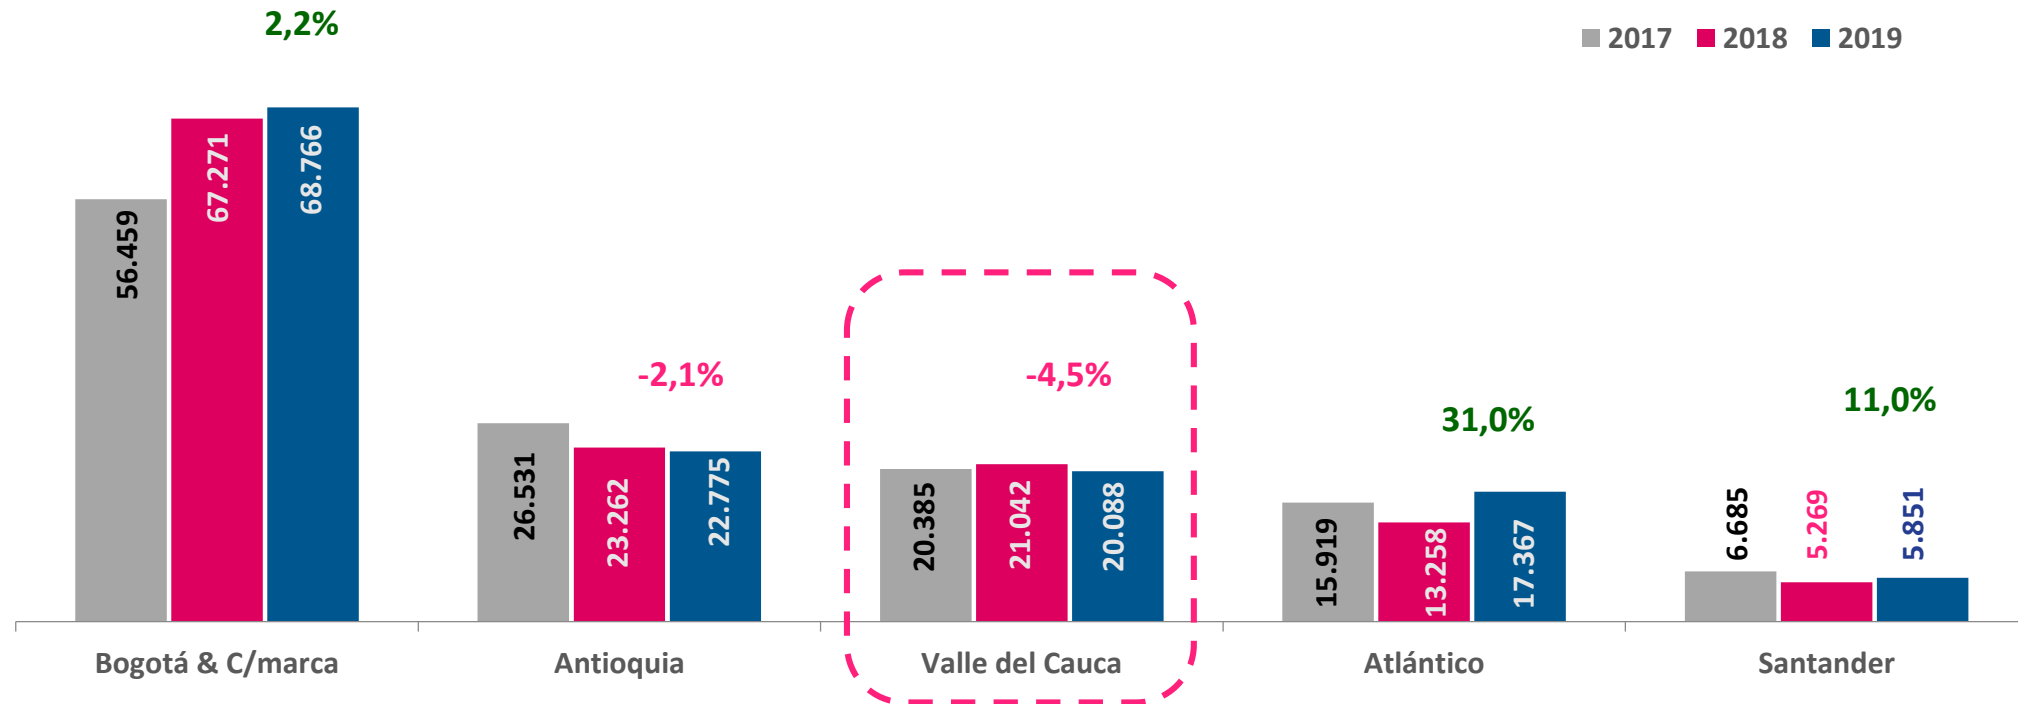 2,2%
2017 2018 2019
56.459 67.271 68.766
-2,1%
26.531 23.262 22.775
-4,5%
20.385 21.042 20.088
31,0%
15.919 13.258 17.367
11,0%
6.685 5.269 5.851
Bogotá & C/marca Antioquia Valle del Cauca Atlántico Santander